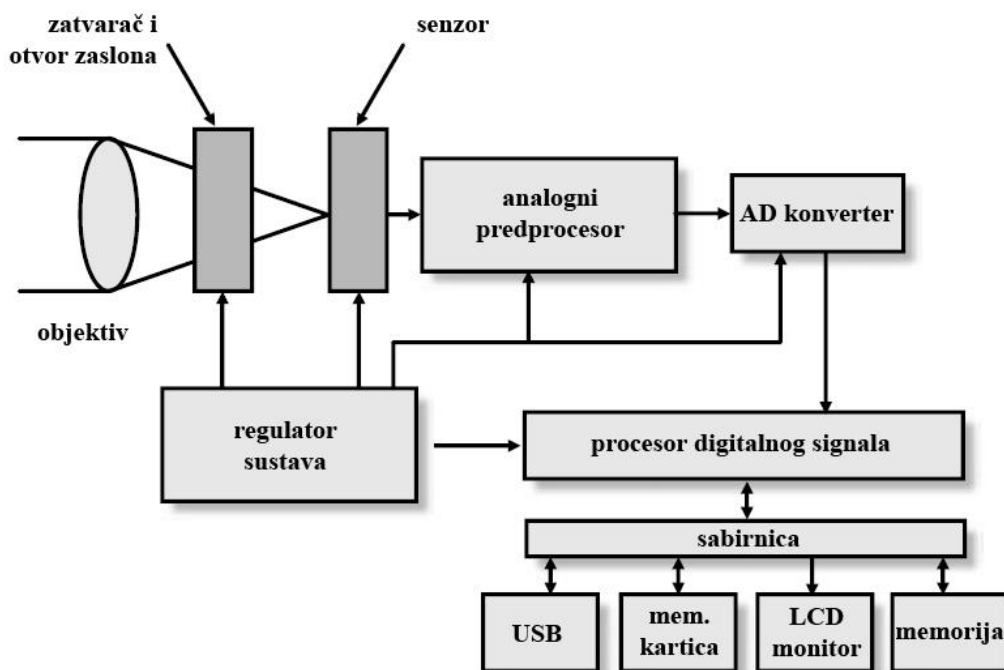 zatvarač i
otvor zaslona
senzor
analogni
predprocesor
AD konverter
objektiv
regulator
sustava
procesor digitalnog signala
sabirnica
USB
mem.
kartica
LCD
monitor
memorija